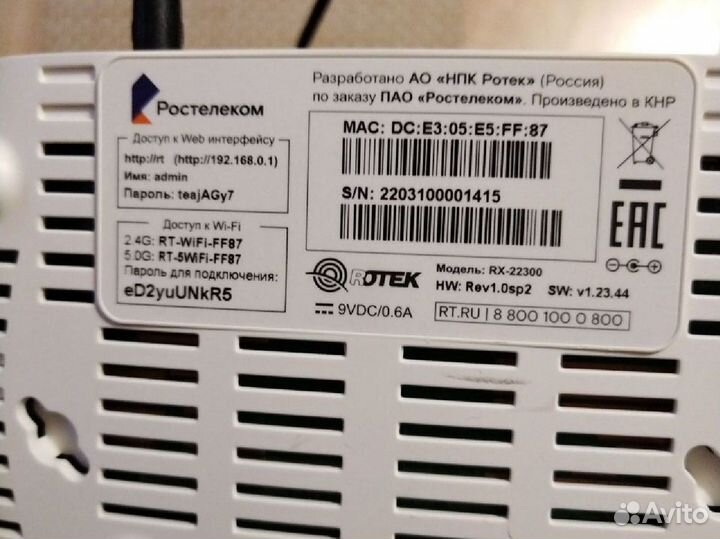 Ростелеком
Разработано АО «НПК Ротек» (Россия)
по заказу ПАО «Ростелеком». Произведено в КНР
Доступ к Web интерфейсу
http://rt (http://192.168.0.1)
Имя: admin
Пароль: teajAGy7
Доступ к Wi-Fi
2.4G: RT-WiFi-FF87
5.0G: RT-5WiFi-FF87
Пароль для подключения:
eD2yuUNkR5
MAC: DC:E3:05:E5:FF:87
S/N: 2203100001415
EAC
ROTEK
Модель: RX-22300
HW: Rev1.0sp2 SW: v1.23.44
9VDC/0.6A
RT.RU | 8 800 100 0 800
Avito